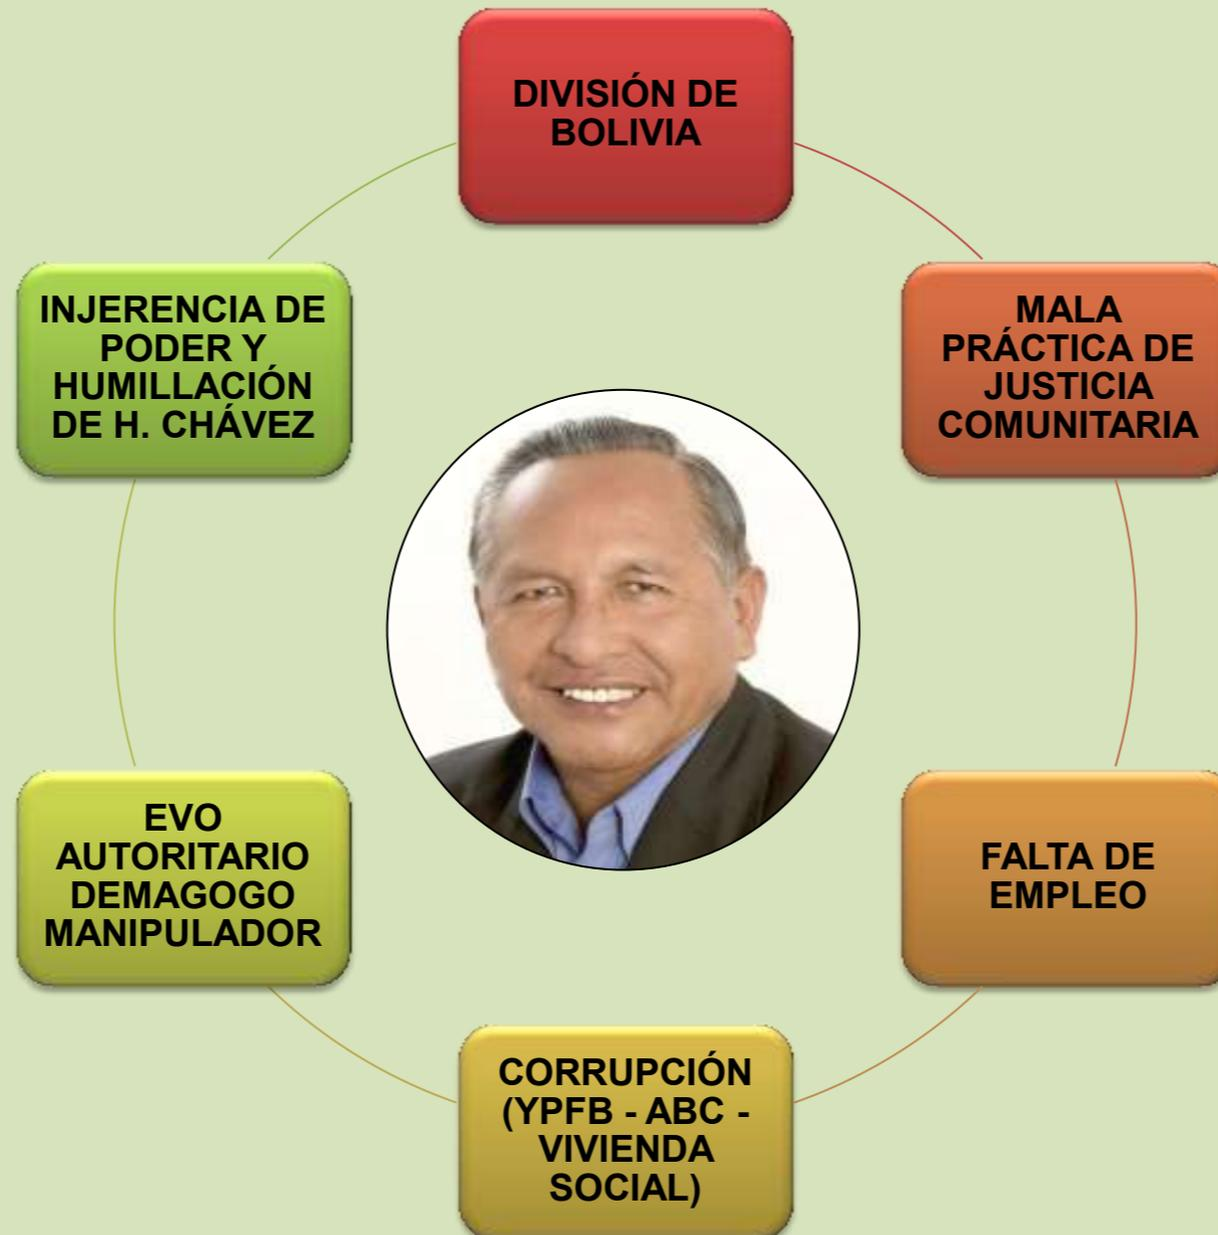 DIVISIÓN DE
BOLIVIA
MALA
PRÁCTICA DE
JUSTICIA
COMUNITARIA
FALTA DE
EMPLEO
CORRUPCIÓN
(YPFB - ABC -
VIVIENDA
SOCIAL)
EVO
AUTORITARIO
DEMAGOGO
MANIPULADOR
INJERENCIA DE
PODER Y
HUMILLACIÓN
DE H. CHÁVEZ